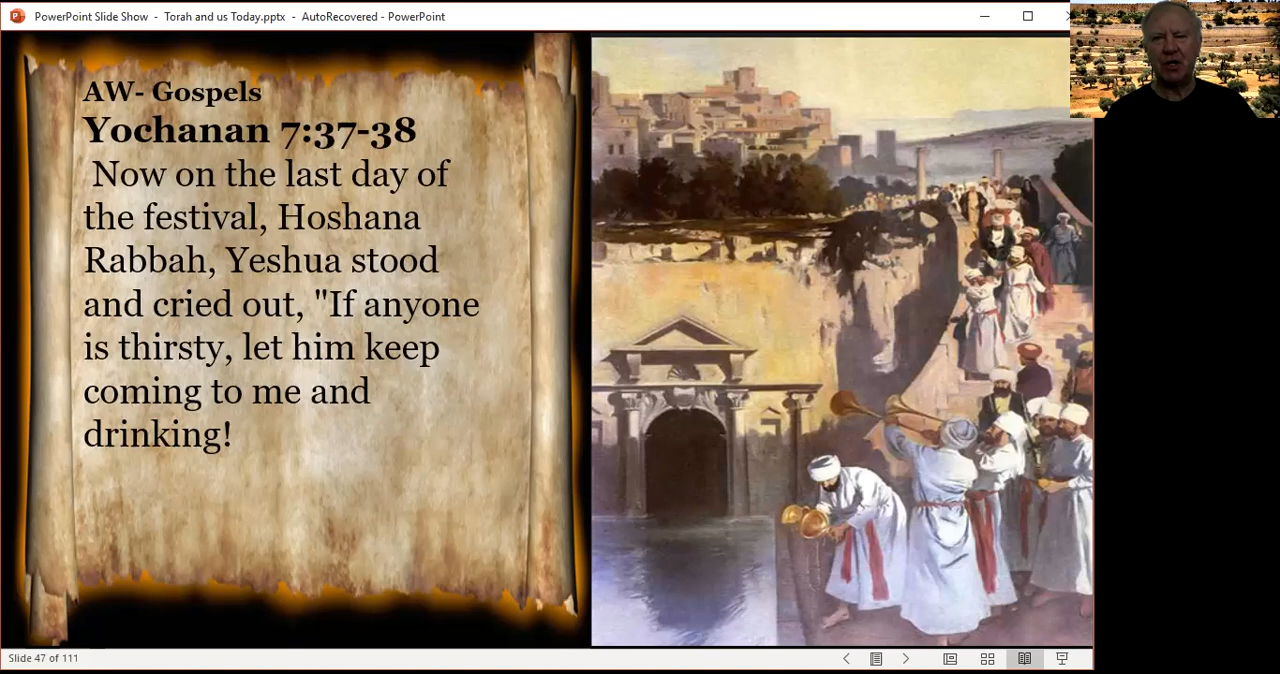 PowerPoint Slide Show - Torah and us Today.pptx - AutoRecovered - PowerPoint
AW- Gospels
Yochanan 7:37-38
Now on the last day of
the festival, Hoshana
Rabbah, Yeshua stood
and cried out, "If anyone
is thirsty, let him keep
coming to me and
drinking!
Slide 47 of 111